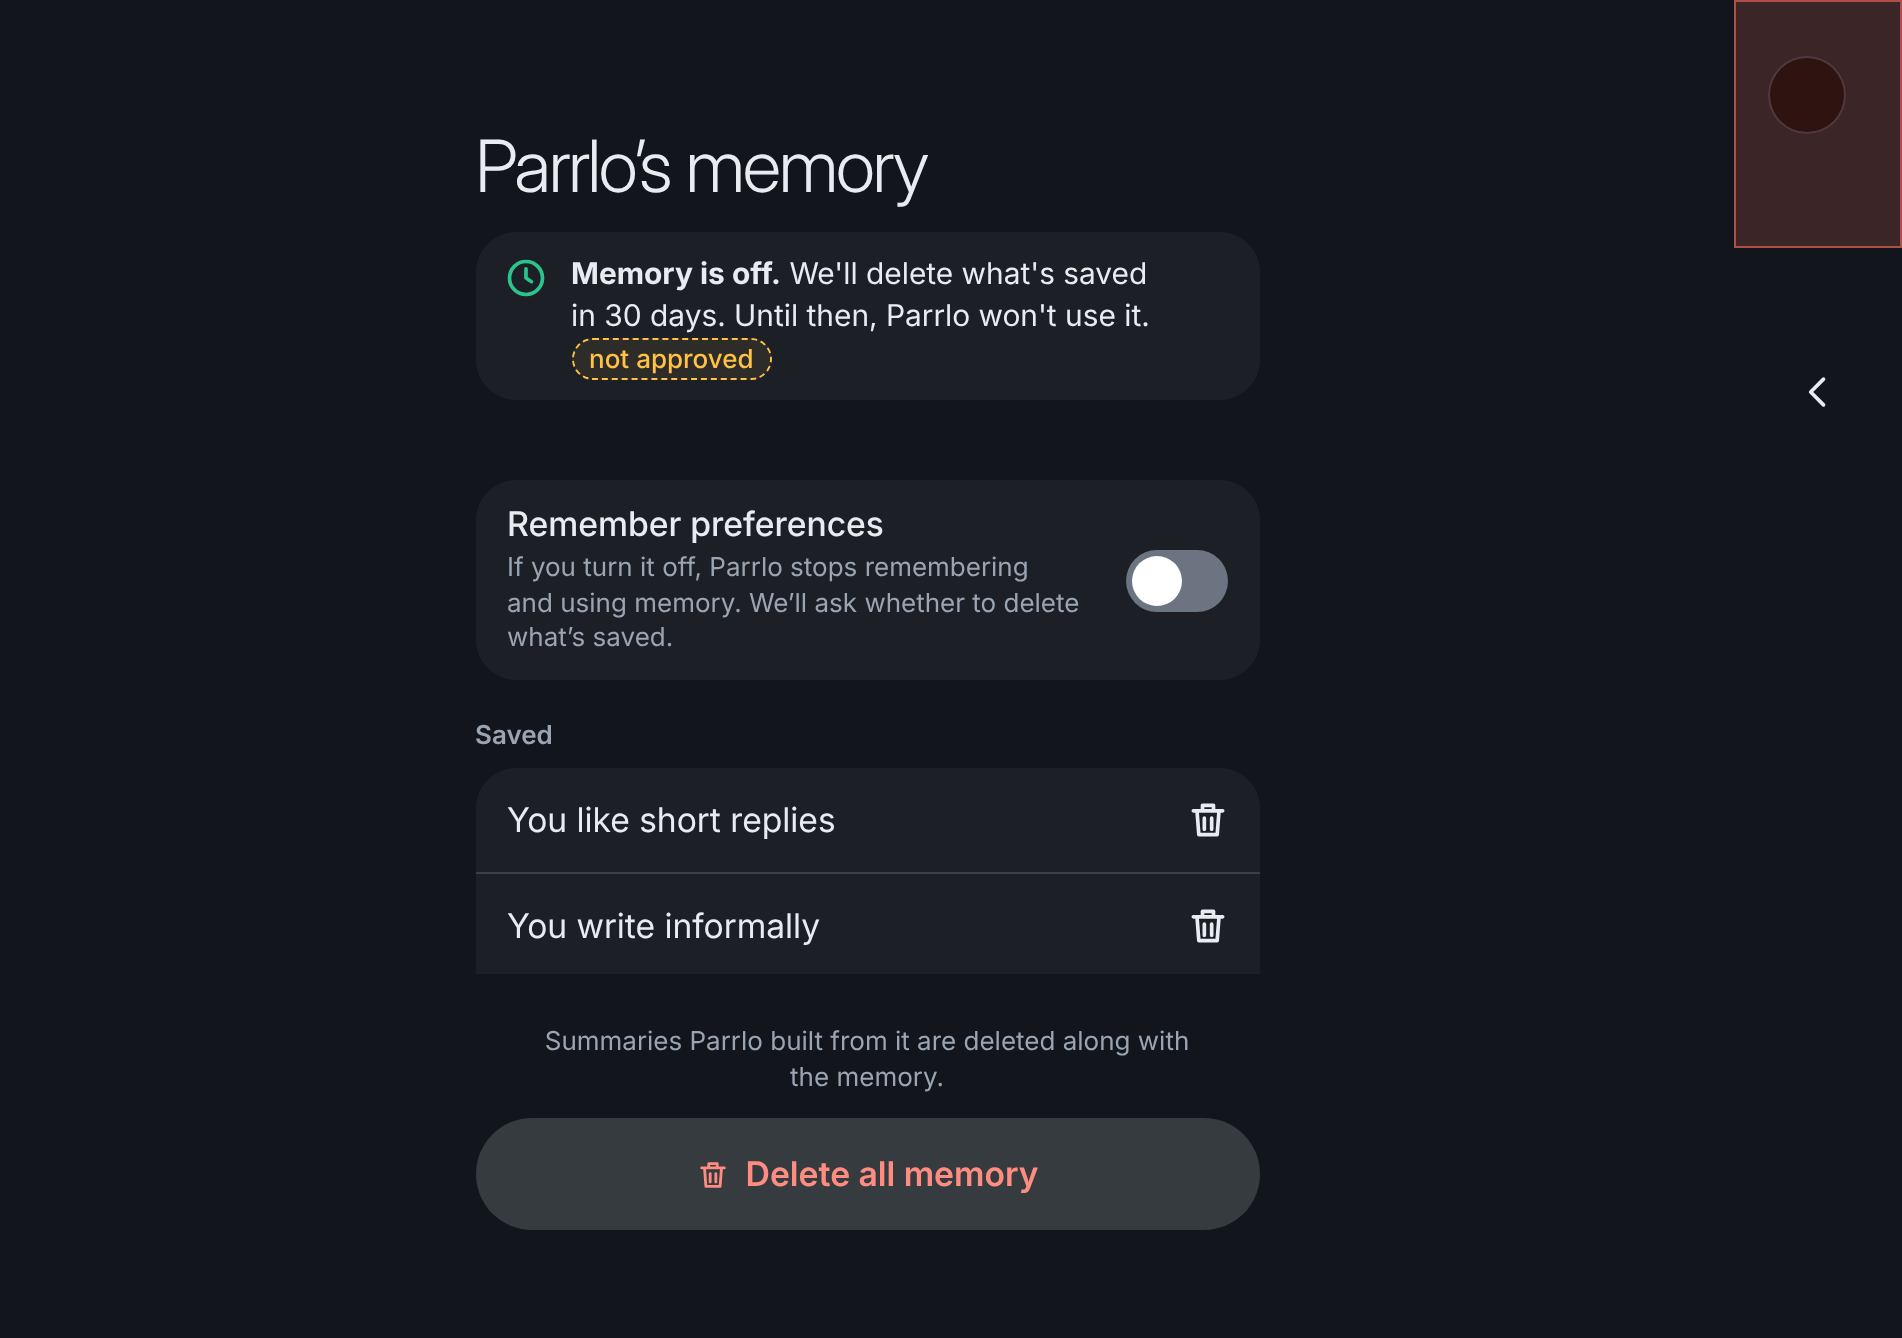 Parrlo’s memory
Memory is off. We'll delete what's saved
in 30 days. Until then, Parrlo won't use it.
not approved
Remember preferences
If you turn it off, Parrlo stops remembering
and using memory. We’ll ask whether to delete
what’s saved.
Saved
You like short replies
You write informally
Summaries Parrlo built from it are deleted along with
the memory.
Delete all memory